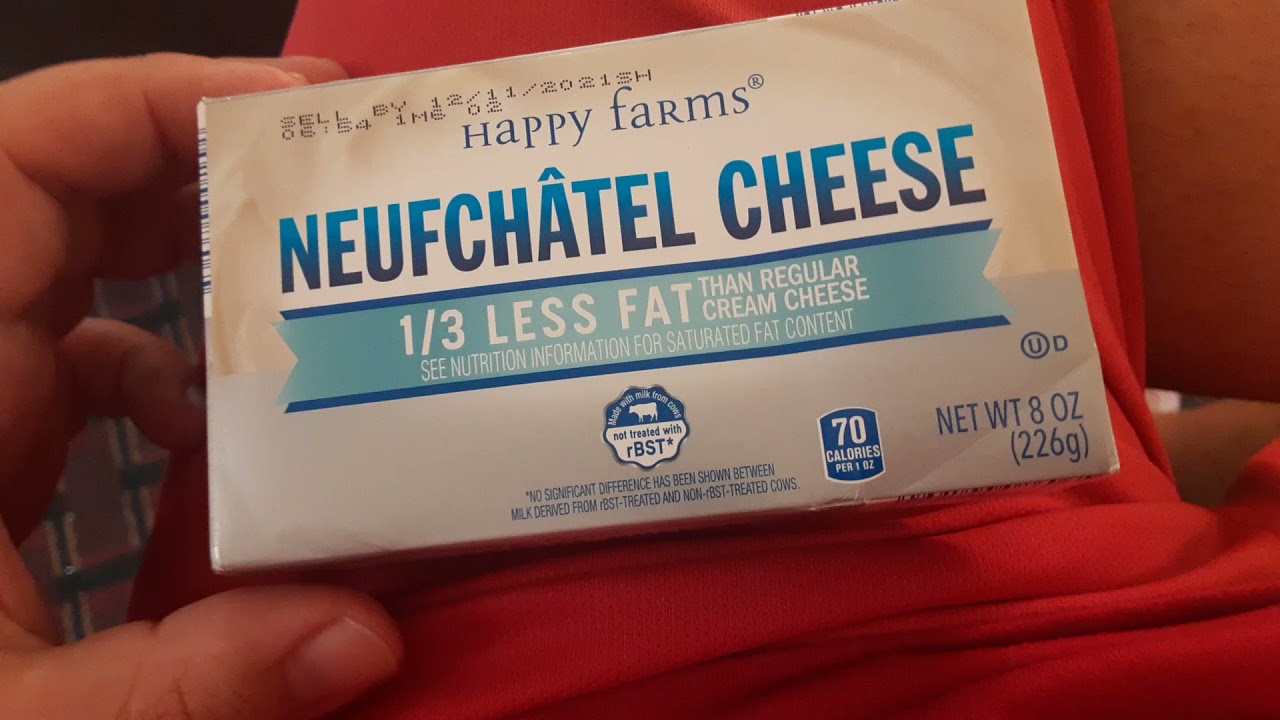 SELL BY 12/11/2021SH
06:54 1M6 02
Happy farms®
NEUFCHÂTEL CHEESE
1/3 LESS FAT THAN REGULAR
CREAM CHEESE
SEE NUTRITION INFORMATION FOR SATURATED FAT CONTENT
U D
Made with milk from cows
not treated with
rBST*
70
CALORIES
PER 1 OZ
NET WT 8 OZ
(226g)
*NO SIGNIFICANT DIFFERENCE HAS BEEN SHOWN BETWEEN
MILK DERIVED FROM rBST-TREATED AND NON-rBST-TREATED COWS.